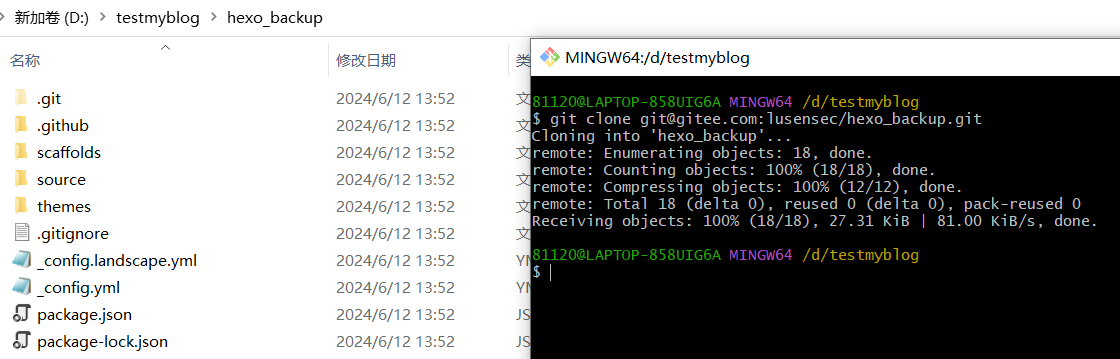 新加卷 (D:) > testmyblog > hexo_backup
名称 修改日期 类
.git 2024/6/12 13:52 文
.github 2024/6/12 13:52 文
scaffolds 2024/6/12 13:52 文
source 2024/6/12 13:52 文
themes 2024/6/12 13:52 文
.gitignore 2024/6/12 13:52 文
_config.landscape.yml 2024/6/12 13:52 YM
_config.yml 2024/6/12 13:52 YM
package.json 2024/6/12 13:52 JS
package-lock.json 2024/6/12 13:52 JS
MINGW64:/d/testmyblog
81120@LAPTOP-858UIG6A MINGW64 /d/testmyblog
$ git clone git@gitee.com:lusensec/hexo_backup.git
Cloning into 'hexo_backup'...
remote: Enumerating objects: 18, done.
remote: Counting objects: 100% (18/18), done.
remote: Compressing objects: 100% (12/12), done.
remote: Total 18 (delta 0), reused 0 (delta 0), pack-reused 0
Receiving objects: 100% (18/18), 27.31 KiB | 81.00 KiB/s, done.
81120@LAPTOP-858UIG6A MINGW64 /d/testmyblog
$